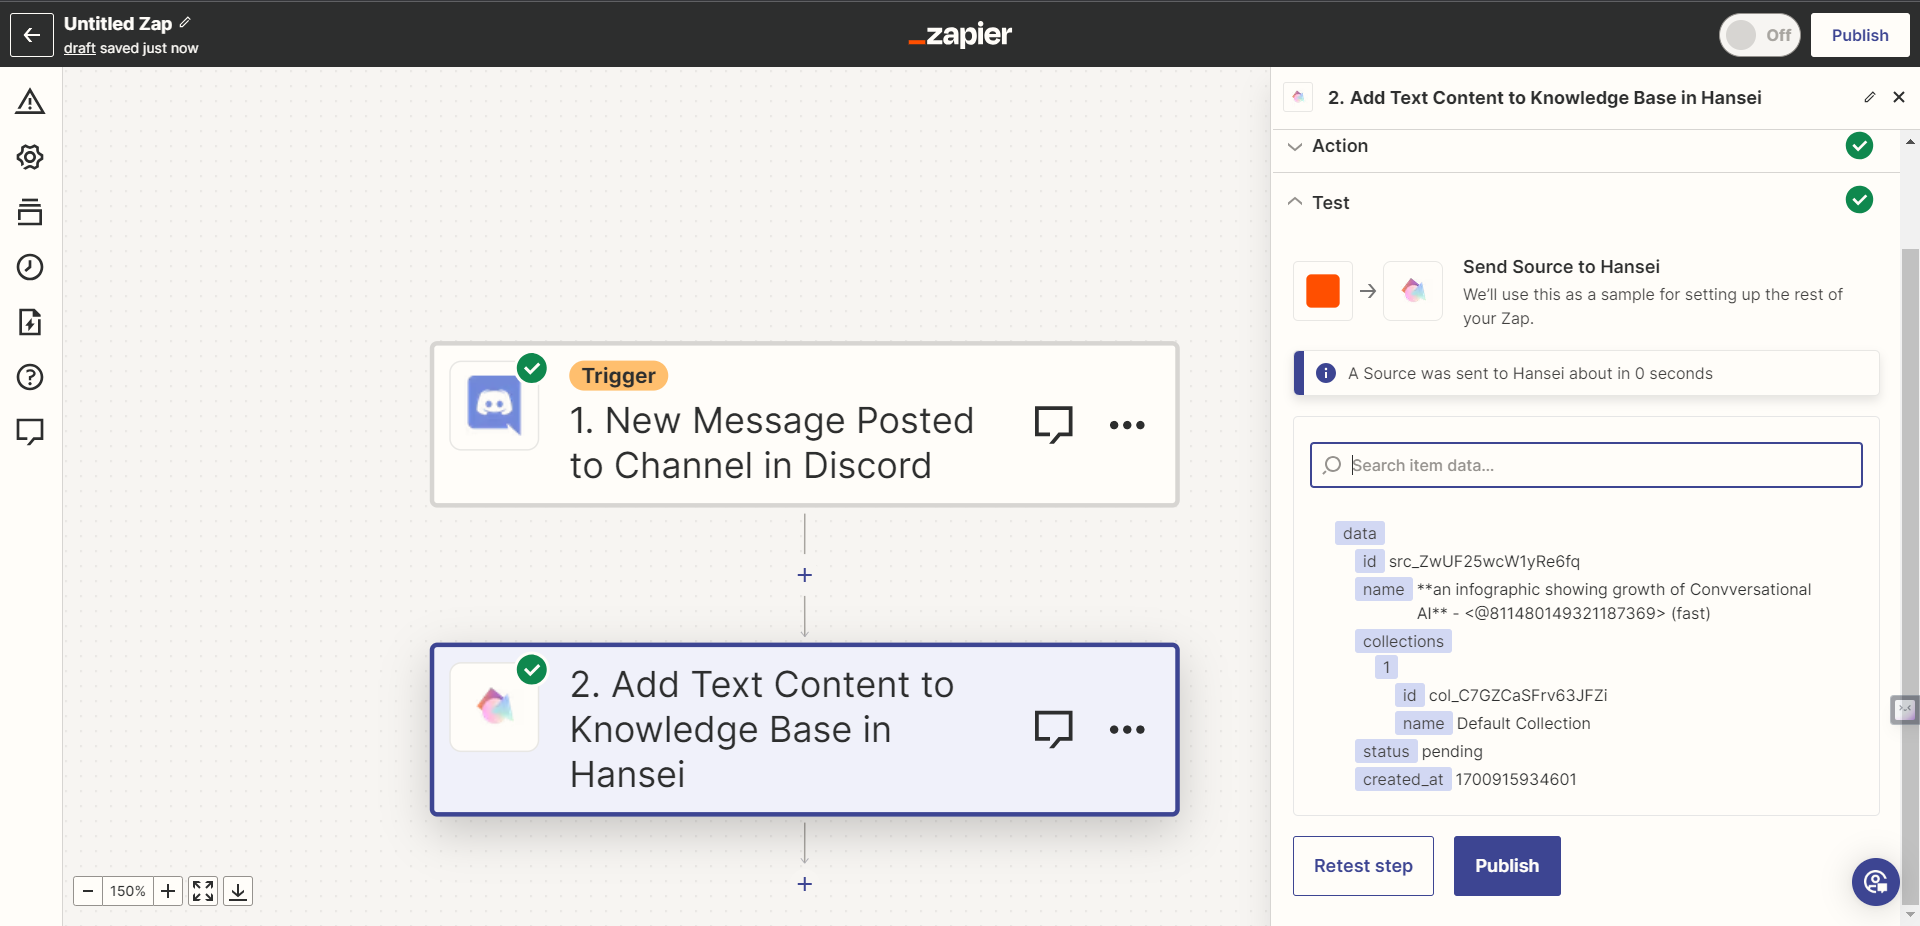 Untitled Zap
draft saved just now
_zapier
Off
Publish
Trigger
1. New Message Posted
to Channel in Discord
2. Add Text Content to
Knowledge Base in
Hansei
150%
2. Add Text Content to Knowledge Base in Hansei
Action
Test
Send Source to Hansei
We'll use this as a sample for setting up the rest of
your Zap.
A Source was sent to Hansei about in 0 seconds
Search item data...
data
id src_ZwUF25wcW1yRe6fq
name **an infographic showing growth of Convversational
AI** - <@811480149321187369> (fast)
collections
1
id col_C7GZCaSFrv63JFZi
name Default Collection
status pending
created_at 1700915934601
Retest step
Publish